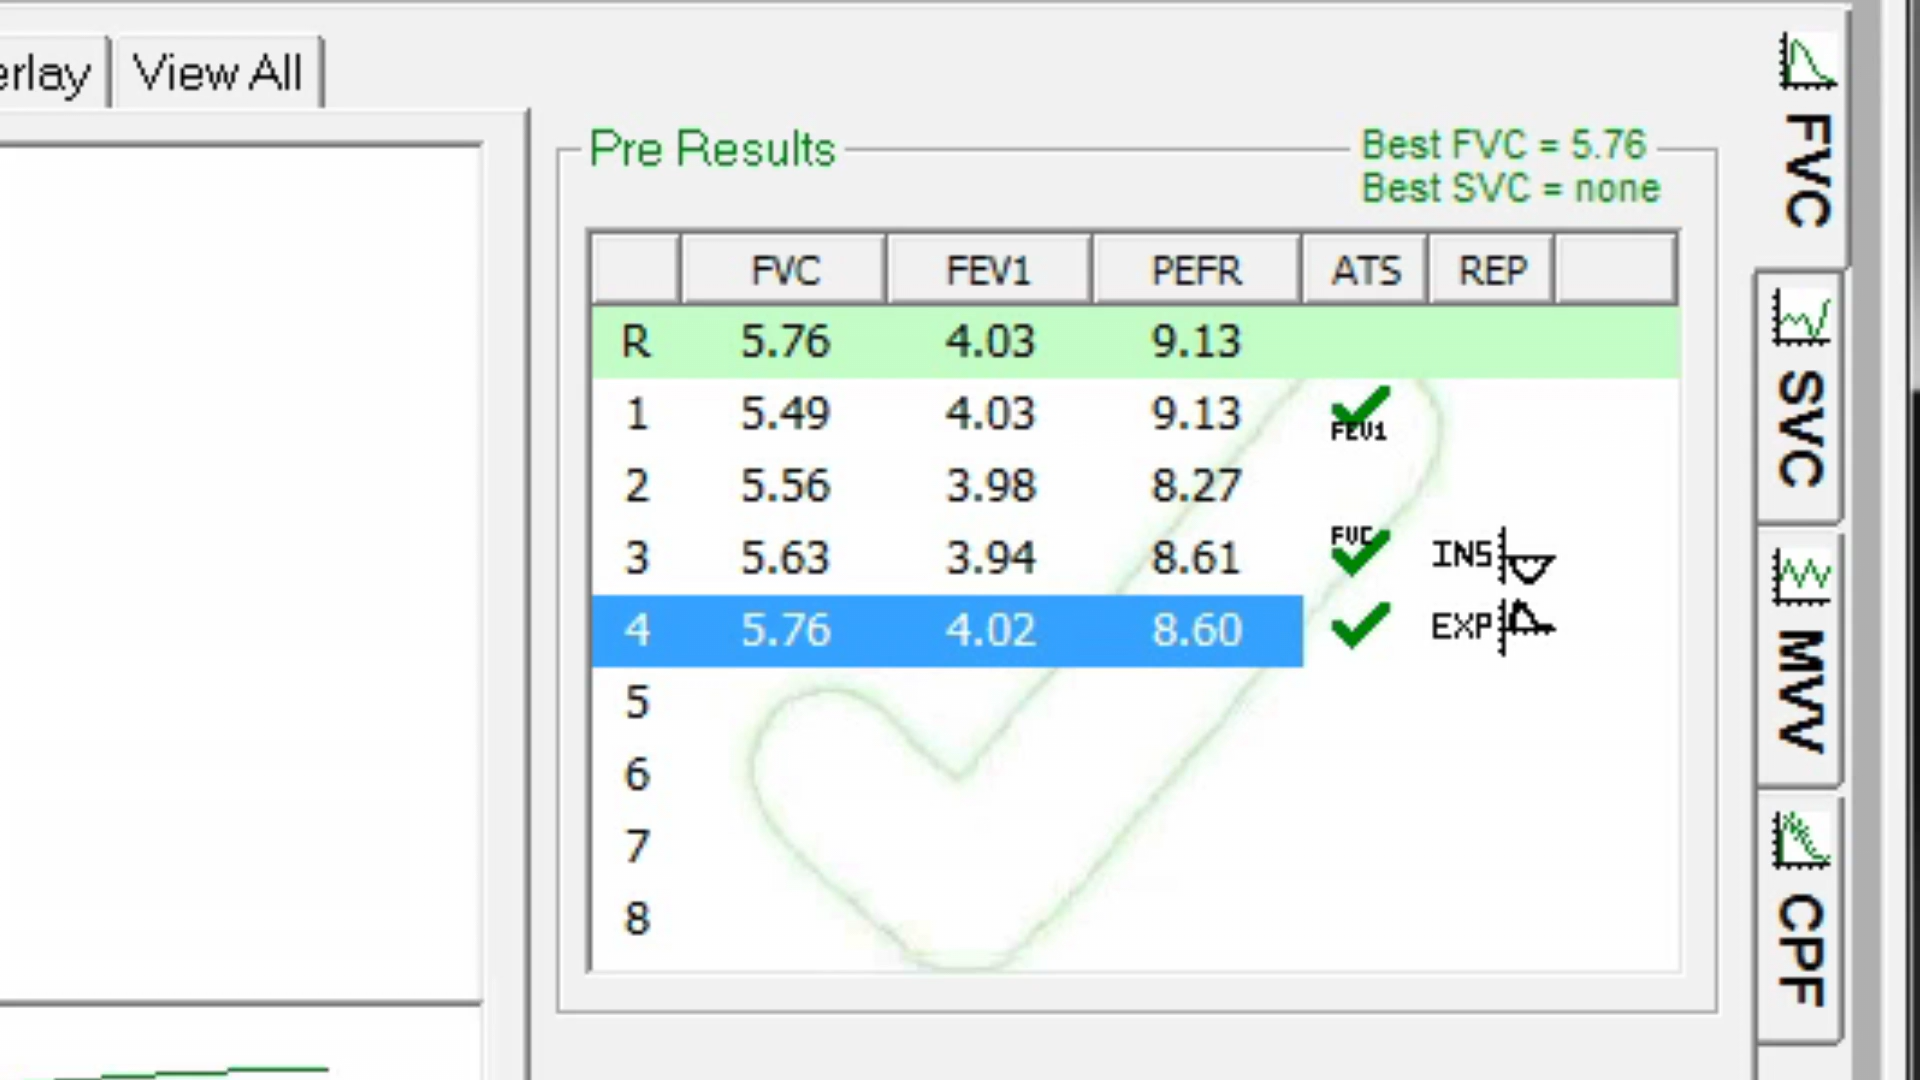 erlay View All
Pre Results
Best FVC = 5.76
Best SVC = none
FVC FEV1 PEFR ATS REP
R 5.76 4.03 9.13
1 5.49 4.03 9.13 FEV1
2 5.56 3.98 8.27
3 5.63 3.94 8.61 FVC INS
4 5.76 4.02 8.60 EXP
5
6
7
8
FVC
SVC
MVV
CPF